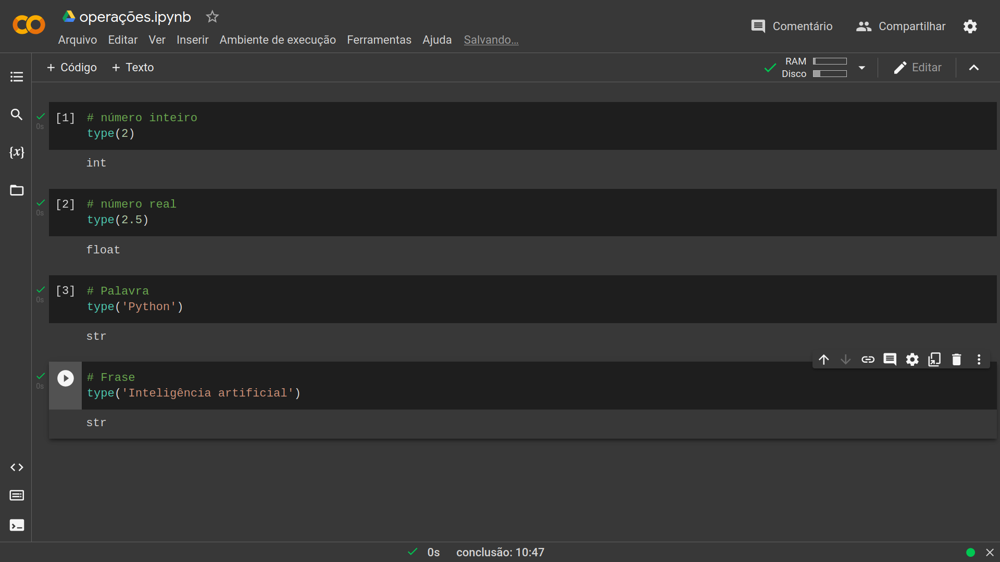 operações.ipynb
Arquivo Editar Ver Inserir Ambiente de execução Ferramentas Ajuda Salvando...
Comentário Compartilhar
+ Código + Texto
RAM
Disco
Editar
0s
[1] # número inteiro
type(2)
int
0s
[2] # número real
type(2.5)
float
0s
[3] # Palavra
type('Python')
str
0s
# Frase
type('Inteligência artificial')
str
0s conclusão: 10:47